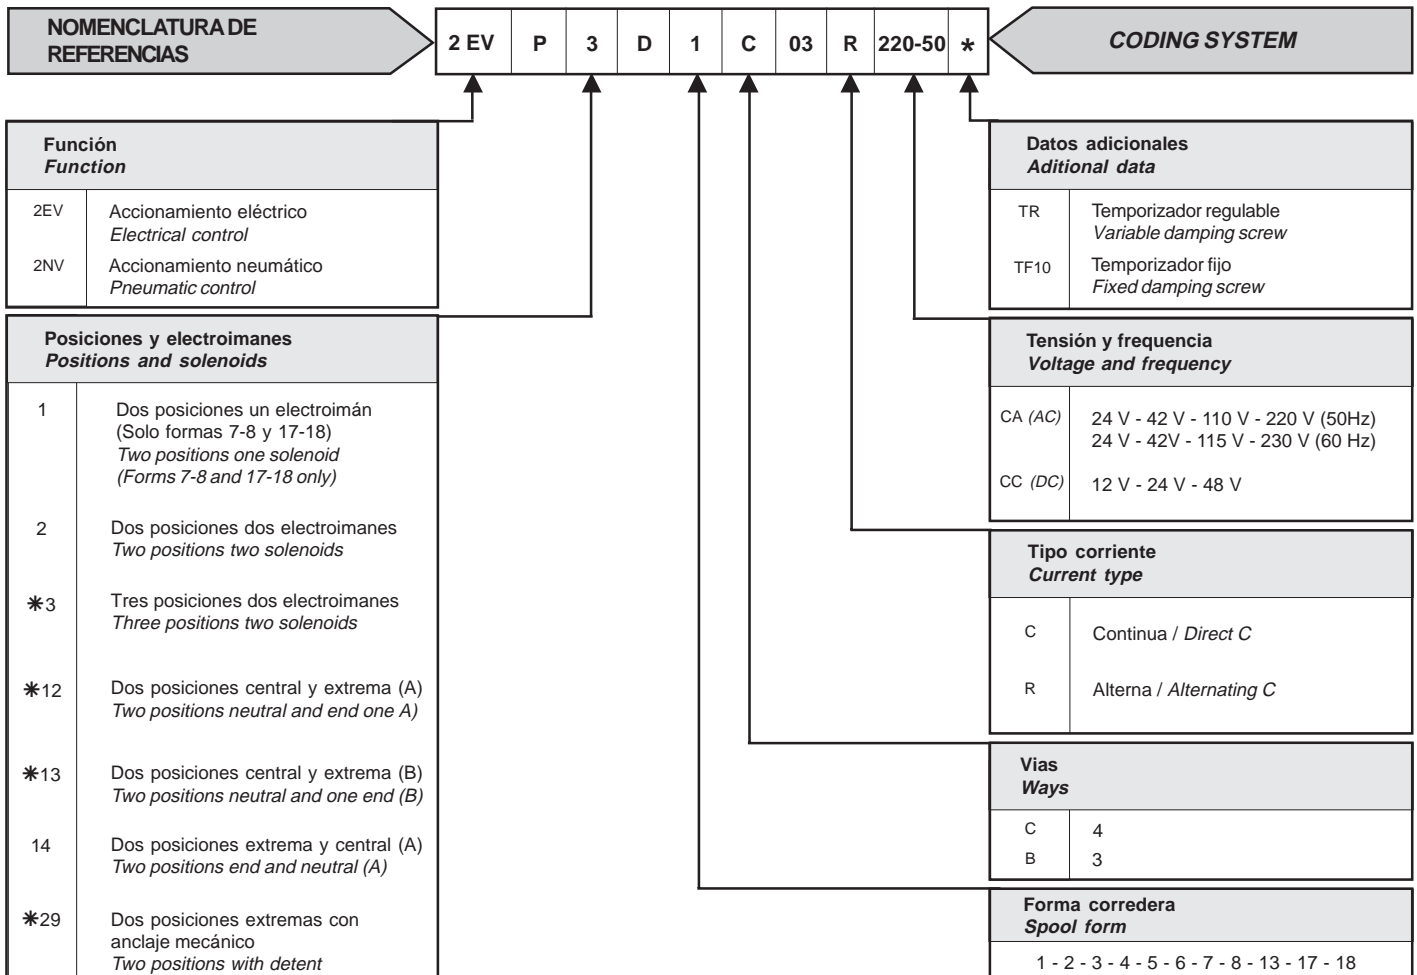 NOMENCLATURA DE
REFERENCIAS
2 EV P 3 D 1 C 03 R 220-50 *
CODING SYSTEM
Función
Function
2EV Accionamiento eléctrico
Electrical control
2NV Accionamiento neumático
Pneumatic control
Posiciones y electroimanes
Positions and solenoids
1 Dos posiciones un electroimán
(Solo formas 7-8 y 17-18)
Two positions one solenoid
(Forms 7-8 and 17-18 only)
2 Dos posiciones dos electroimanes
Two positions two solenoids
*3 Tres posiciones dos electroimanes
Three positions two solenoids
*12 Dos posiciones central y extrema (A)
Two positions neutral and end one A)
*13 Dos posiciones central y extrema (B)
Two positions neutral and one end (B)
14 Dos posiciones extrema y central (A)
Two positions end and neutral (A)
*29 Dos posiciones extremas con
anclaje mecánico
Two positions with detent
Datos adicionales
Aditional data
TR Temporizador regulable
Variable damping screw
TF10 Temporizador fijo
Fixed damping screw
Tensión y frequencia
Voltage and frequency
CA (AC) 24 V - 42 V - 110 V - 220 V (50Hz)
24 V - 42V - 115 V - 230 V (60 Hz)
CC (DC) 12 V - 24 V - 48 V
Tipo corriente
Current type
C Continua / Direct C
R Alterna / Alternating C
Vias
Ways
C 4
B 3
Forma corredera
Spool form
1 - 2 - 3 - 4 - 5 - 6 - 7 - 8 - 13 - 17 - 18